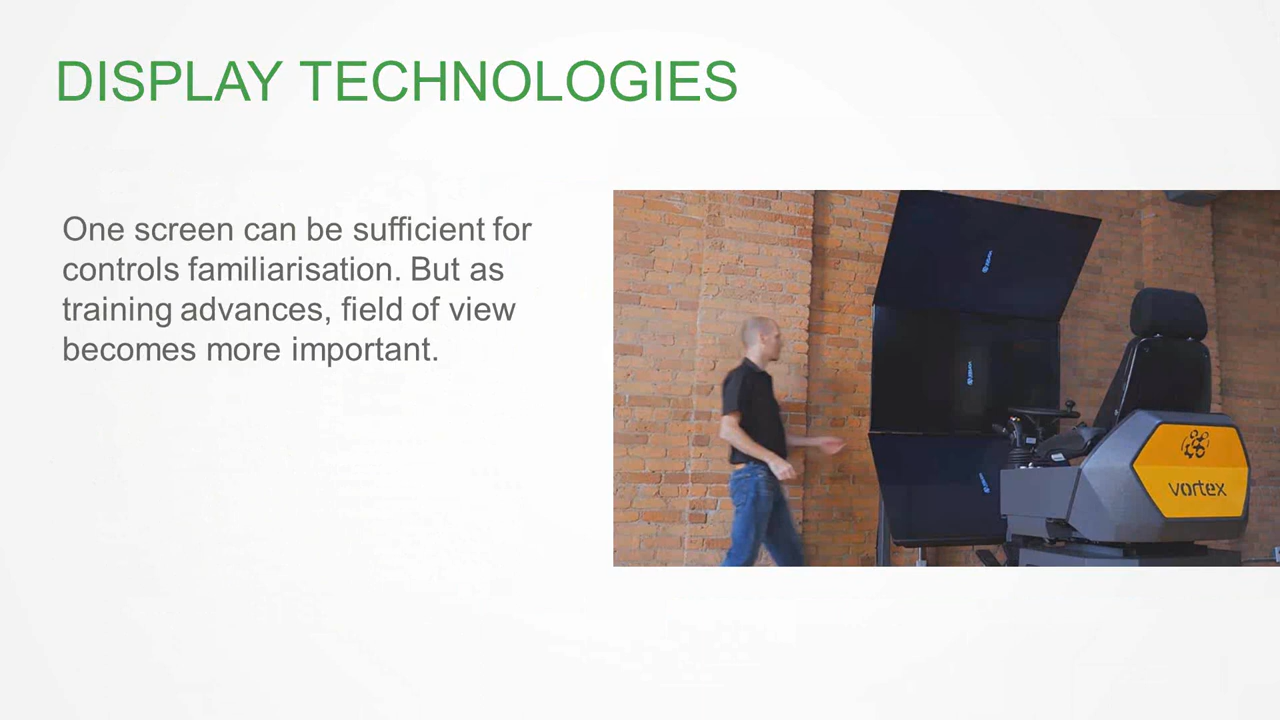 DISPLAY TECHNOLOGIES
One screen can be sufficient for
controls familiarisation. But as
training advances, field of view
becomes more important.
vortex